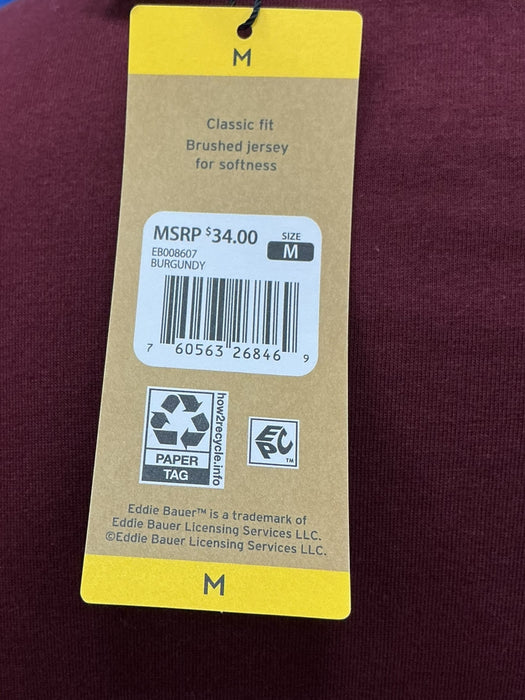 M
Classic fit
Brushed jersey
for softness
MSRP $34.00
SIZE
M
EB008607
BURGUNDY
7 60563 26846 9
how2recycle.info
PAPER
TAG
EPC™
Eddie Bauer™ is a trademark of
Eddie Bauer Licensing Services LLC.
©Eddie Bauer Licensing Services LLC.
M